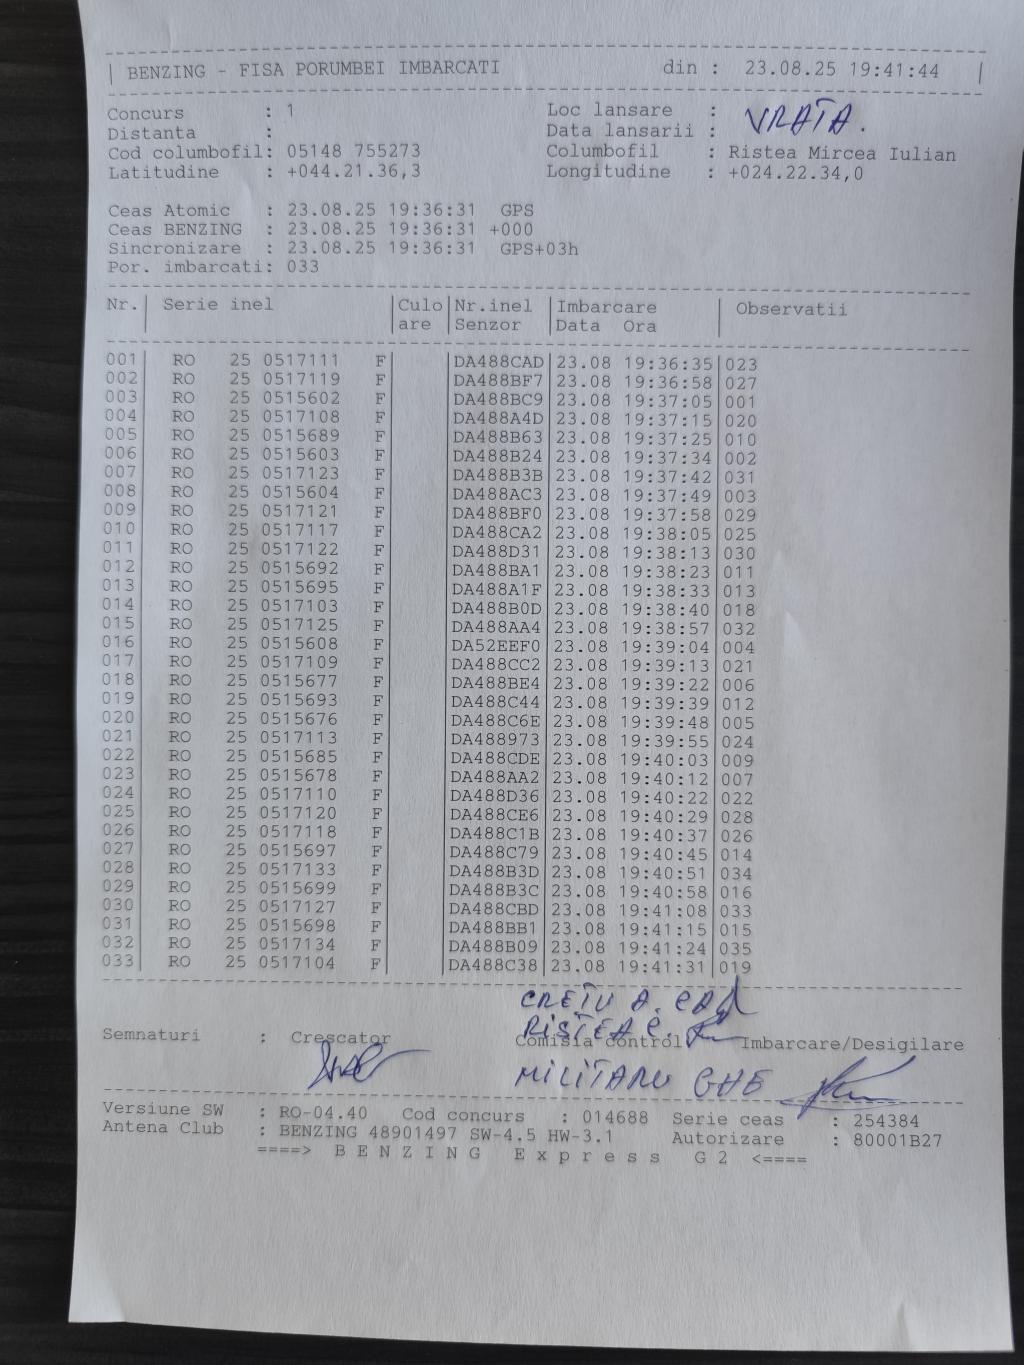 BENZING - FISA PORUMBEI IMBARCATI din : 23.08.25 19:41:44
Concurs : 1 Loc lansare : VRATA.
Distanta : Data lansarii :
Cod columbofil: 05148 755273 Columbofil : Ristea Mircea Iulian
Latitudine : +044.21.36,3 Longitudine : +024.22.34,0
Ceas Atomic : 23.08.25 19:36:31 GPS
Ceas BENZING : 23.08.25 19:36:31 +000
Sincronizare : 23.08.25 19:36:31 GPS+03h
Por. imbarcati: 033
Nr. Serie inel Culo Nr.inel Imbarcare Observatii
are Senzor Data Ora
001 RO 25 0517111 F DA488CAD 23.08 19:36:35 023
002 RO 25 0517119 F DA488BF7 23.08 19:36:58 027
003 RO 25 0515602 F DA488BC9 23.08 19:37:05 001
004 RO 25 0517108 F DA488A4D 23.08 19:37:15 020
005 RO 25 0515689 F DA488B63 23.08 19:37:25 010
006 RO 25 0515603 F DA488B24 23.08 19:37:34 002
007 RO 25 0517123 F DA488B3B 23.08 19:37:42 031
008 RO 25 0515604 F DA488AC3 23.08 19:37:49 003
009 RO 25 0517121 F DA488BF0 23.08 19:37:58 029
010 RO 25 0517117 F DA488CA2 23.08 19:38:05 025
011 RO 25 0517122 F DA488D31 23.08 19:38:13 030
012 RO 25 0515692 F DA488BA1 23.08 19:38:23 011
013 RO 25 0515695 F DA488A1F 23.08 19:38:33 013
014 RO 25 0517103 F DA488B0D 23.08 19:38:40 018
015 RO 25 0517125 F DA488AA4 23.08 19:38:57 032
016 RO 25 0515608 F DA52EEF0 23.08 19:39:04 004
017 RO 25 0517109 F DA488CC2 23.08 19:39:13 021
018 RO 25 0515677 F DA488BE4 23.08 19:39:22 006
019 RO 25 0515693 F DA488C44 23.08 19:39:39 012
020 RO 25 0515676 F DA488C6E 23.08 19:39:48 005
021 RO 25 0517113 F DA488973 23.08 19:39:55 024
022 RO 25 0515685 F DA488CDE 23.08 19:40:03 009
023 RO 25 0515678 F DA488AA2 23.08 19:40:12 007
024 RO 25 0517110 F DA488D36 23.08 19:40:22 022
025 RO 25 0517120 F DA488CE6 23.08 19:40:29 028
026 RO 25 0517118 F DA488C1B 23.08 19:40:37 026
027 RO 25 0515697 F DA488C79 23.08 19:40:45 014
028 RO 25 0517133 F DA488B3D 23.08 19:40:51 034
029 RO 25 0515699 F DA488B3C 23.08 19:40:58 016
030 RO 25 0517127 F DA488CBD 23.08 19:41:08 033
031 RO 25 0515698 F DA488BB1 23.08 19:41:15 015
032 RO 25 0517134 F DA488B09 23.08 19:41:24 035
033 RO 25 0517104 F DA488C38 23.08 19:41:31 019
CRETU A.
RISTEA C.
Semnaturi : Crescator Comisia control Imbarcare/Desigilare
MILITARU GHE
Versiune SW : RO-04.40 Cod concurs : 014688 Serie ceas : 254384
Antena Club : BENZING 48901497 SW-4.5 HW-3.1 Autorizare : 80001B27
====> B E N Z I N G E x p r e s s G 2 <====